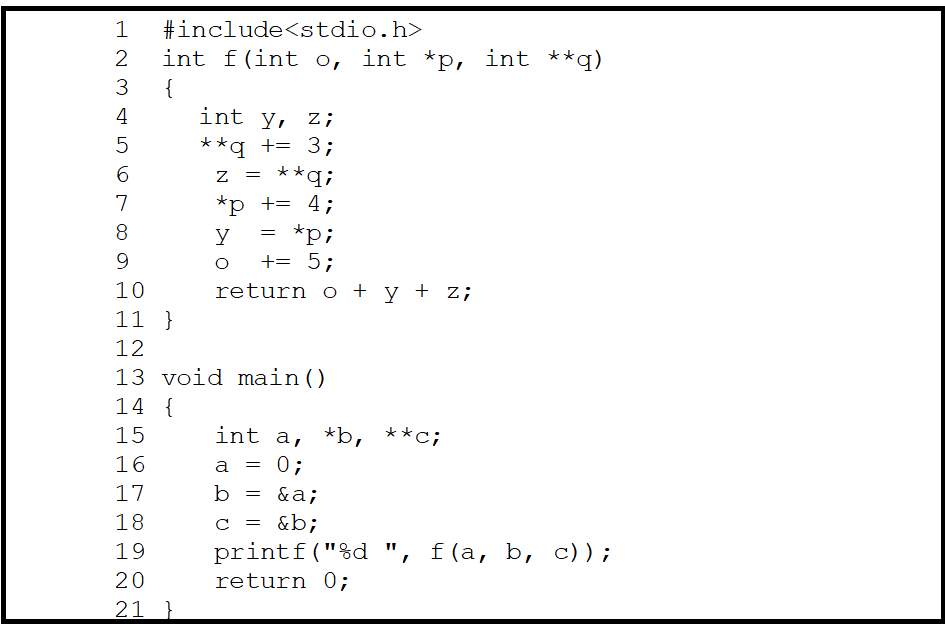 1 #include<stdio.h>
2 int f(int o, int *p, int **q)
3 {
4 int y, z;
5 **q += 3;
6 z = **q;
7 *p += 4;
8 y = *p;
9 o += 5;
10 return o + y + z;
11 }
12
13 void main()
14 {
15 int a, *b, **c;
16 a = 0;
17 b = &a;
18 c = &b;
19 printf("%d ", f(a, b, c));
20 return 0;
21 }